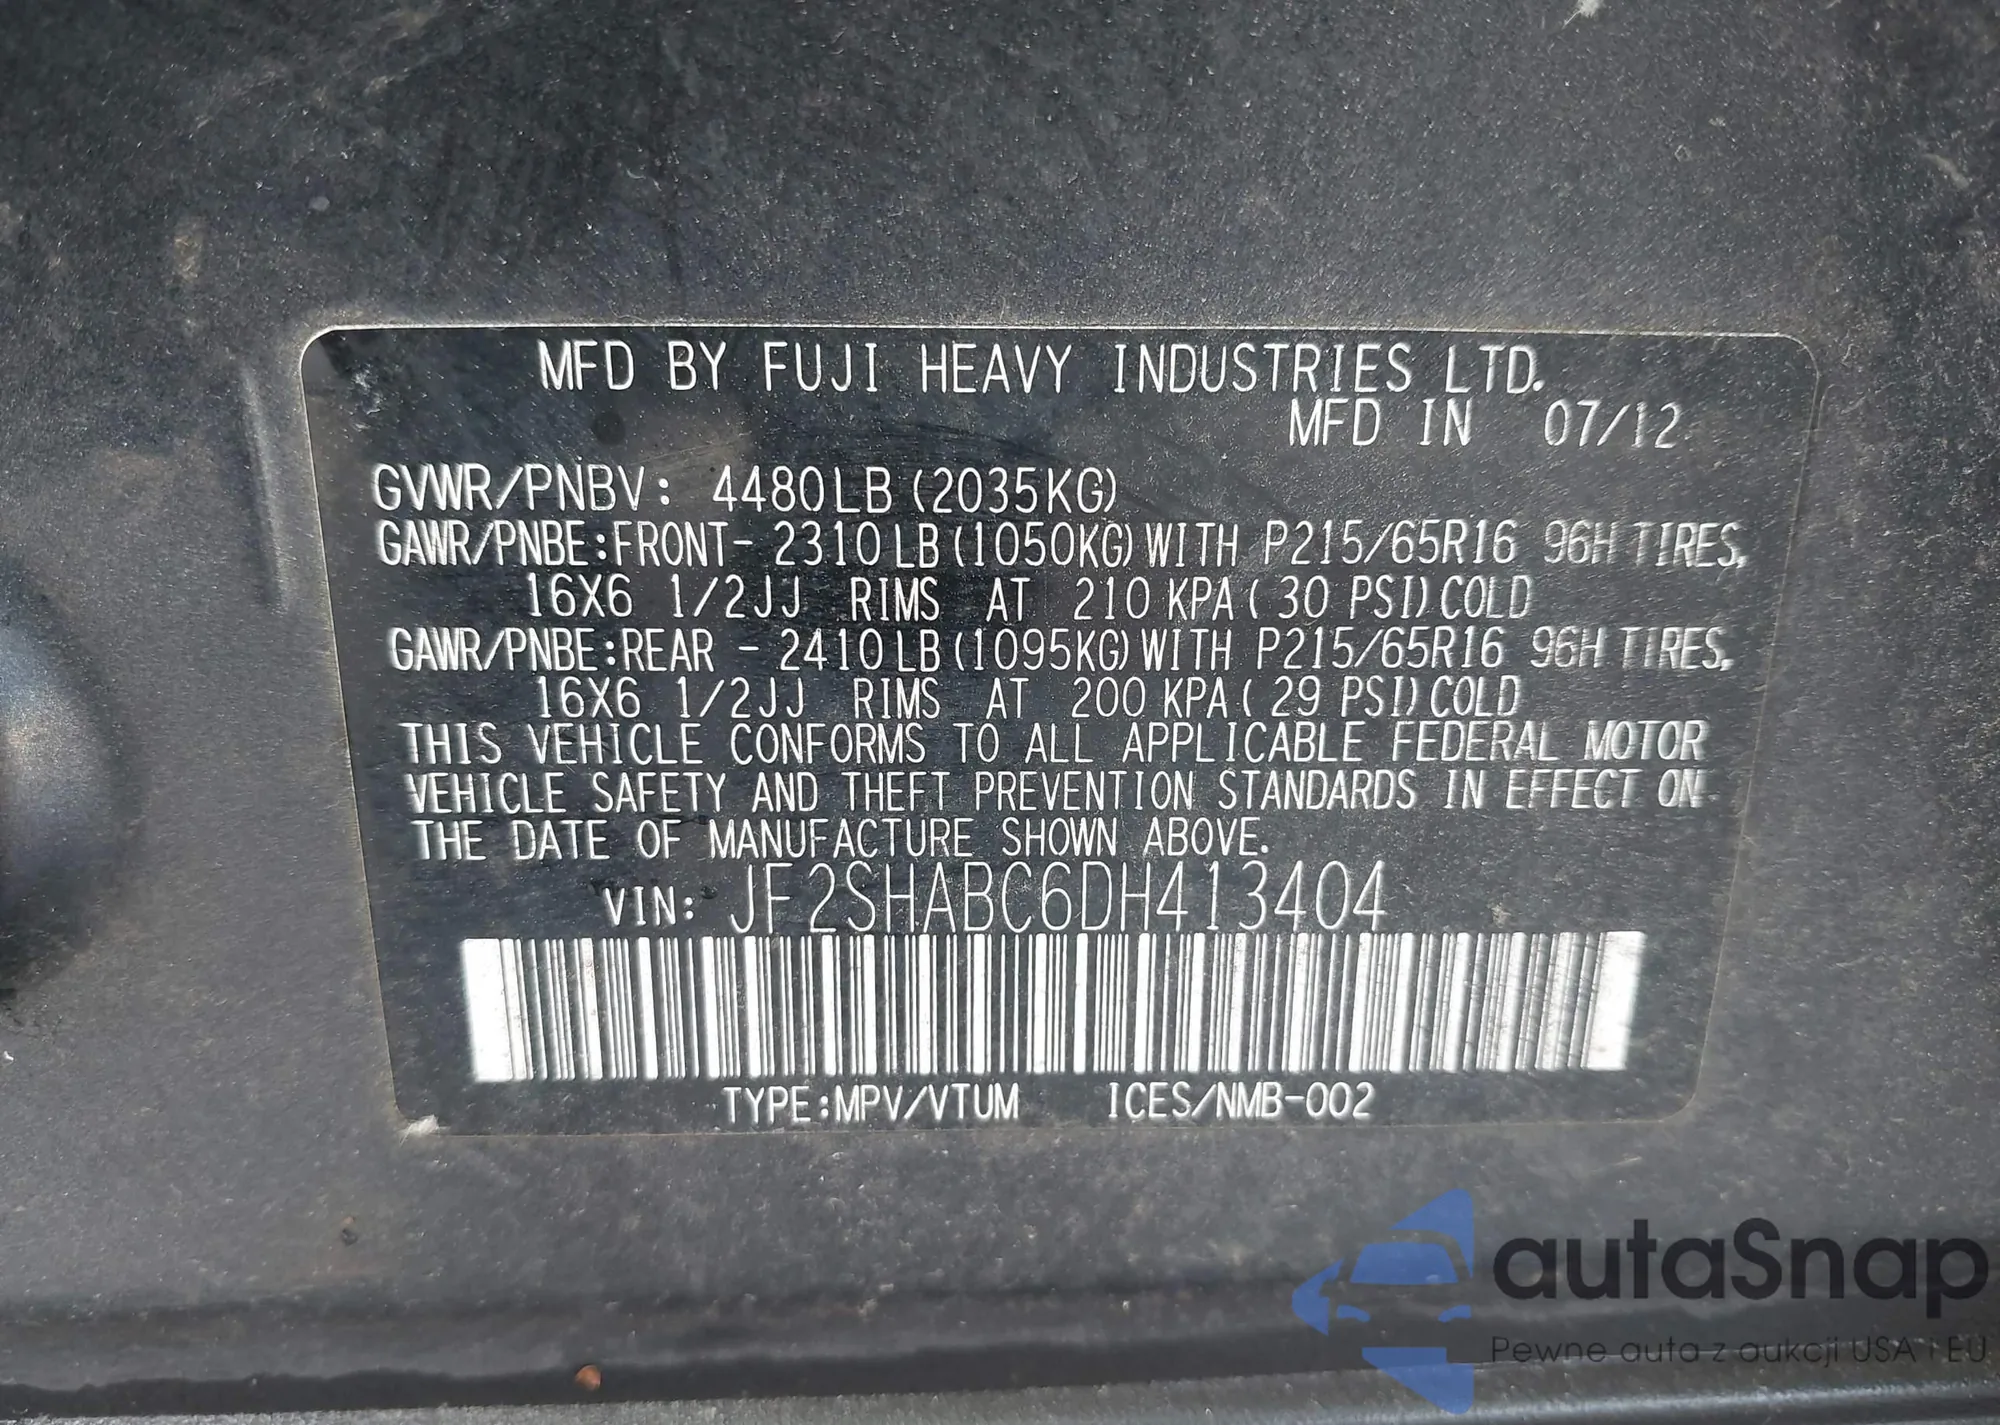 MFD BY FUJI HEAVY INDUSTRIES LTD.
MFD IN 07/12
GVWR/PNBV: 4480LB (2035KG)
GAWR/PNBE:FRONT- 2310LB (1050KG) WITH P215/65R16 96H TIRES,
16X6 1/2JJ RIMS AT 210 KPA( 30 PSI) COLD
GAWR/PNBE:REAR - 2410LB (1095KG) WITH P215/65R16 96H TIRES,
16X6 1/2JJ RIMS AT 200 KPA( 29 PSI) COLD
THIS VEHICLE CONFORMS TO ALL APPLICABLE FEDERAL MOTOR
VEHICLE SAFETY AND THEFT PREVENTION STANDARDS IN EFFECT ON
THE DATE OF MANUFACTURE SHOWN ABOVE.
VIN: JF2SHABC6DH413404
TYPE:MPV/VTUM ICES/NMB-002
autaSnap
Pewne auta z aukcji USA i EU